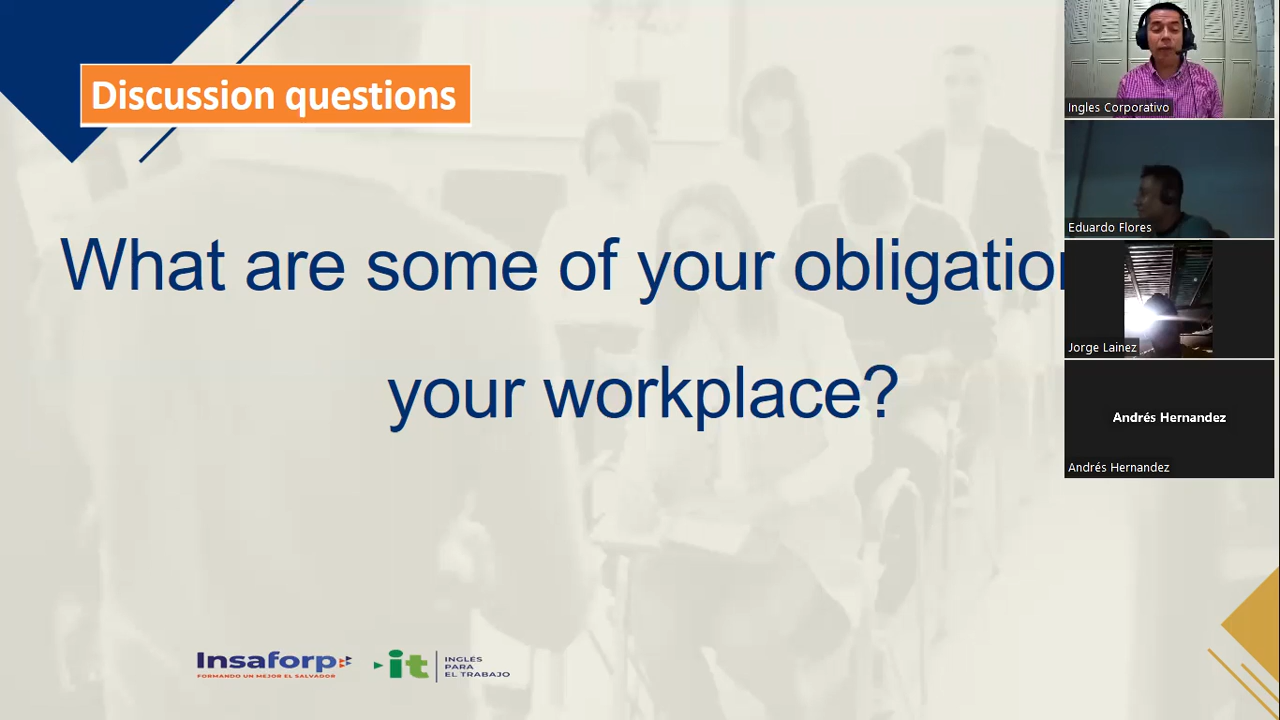 Discussion questions
What are some of your obligation
your workplace?
Insaforp
FORMANDO UN MEJOR EL SALVADOR
it
INGLÉS
PARA
EL TRABAJO
Ingles Corporativo
Eduardo Flores
Jorge Lainez
Andrés Hernandez
Andrés Hernandez